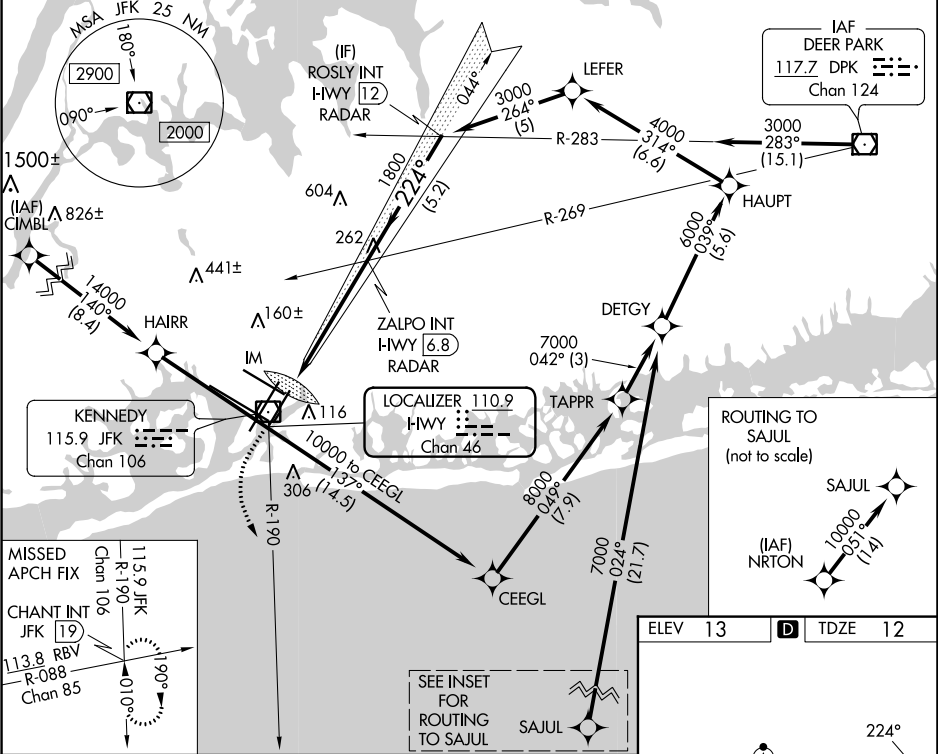 MSA JFK 25 NM
180°
2900
090°
2000
1500±
(IAF)
CIMBL
826±
14000
140°
(8.4)
HAIRR
441±
604
262
160±
IM
116
306
(IF)
ROSLY INT
I-HWY 12
RADAR
044°
1800
224°
(5.2)
3000
264°
(5)
LEFER
R-283
4000
314°
(6.6)
3000
283°
(15.1)
IAF
DEER PARK
117.7 DPK
Chan 124
HAUPT
R-269
6000
039°
(5.6)
DETGY
7000
042° (3)
TAPPR
ZALPO INT
I-IWY 6.8
RADAR
KENNEDY
115.9 JFK
Chan 106
LOCALIZER 110.9
I-IWY
Chan 46
10000 to CEEGL
137°
(14.5)
R-190
8000
049°
(7.9)
CEEGL
7000
024°
(21.7)
ROUTING TO
SAJUL
(not to scale)
SAJUL
10000
051°
(14)
(IAF)
NRTON
MISSED
APCH FIX
115.9 JFK
R-190
Chan 106
CHANT INT
JFK 19
113.8 RBV
R-088
Chan 85
190°
010°
SEE INSET
FOR
ROUTING
TO SAJUL
SAJUL
ELEV 13
D
TDZE 12
224°